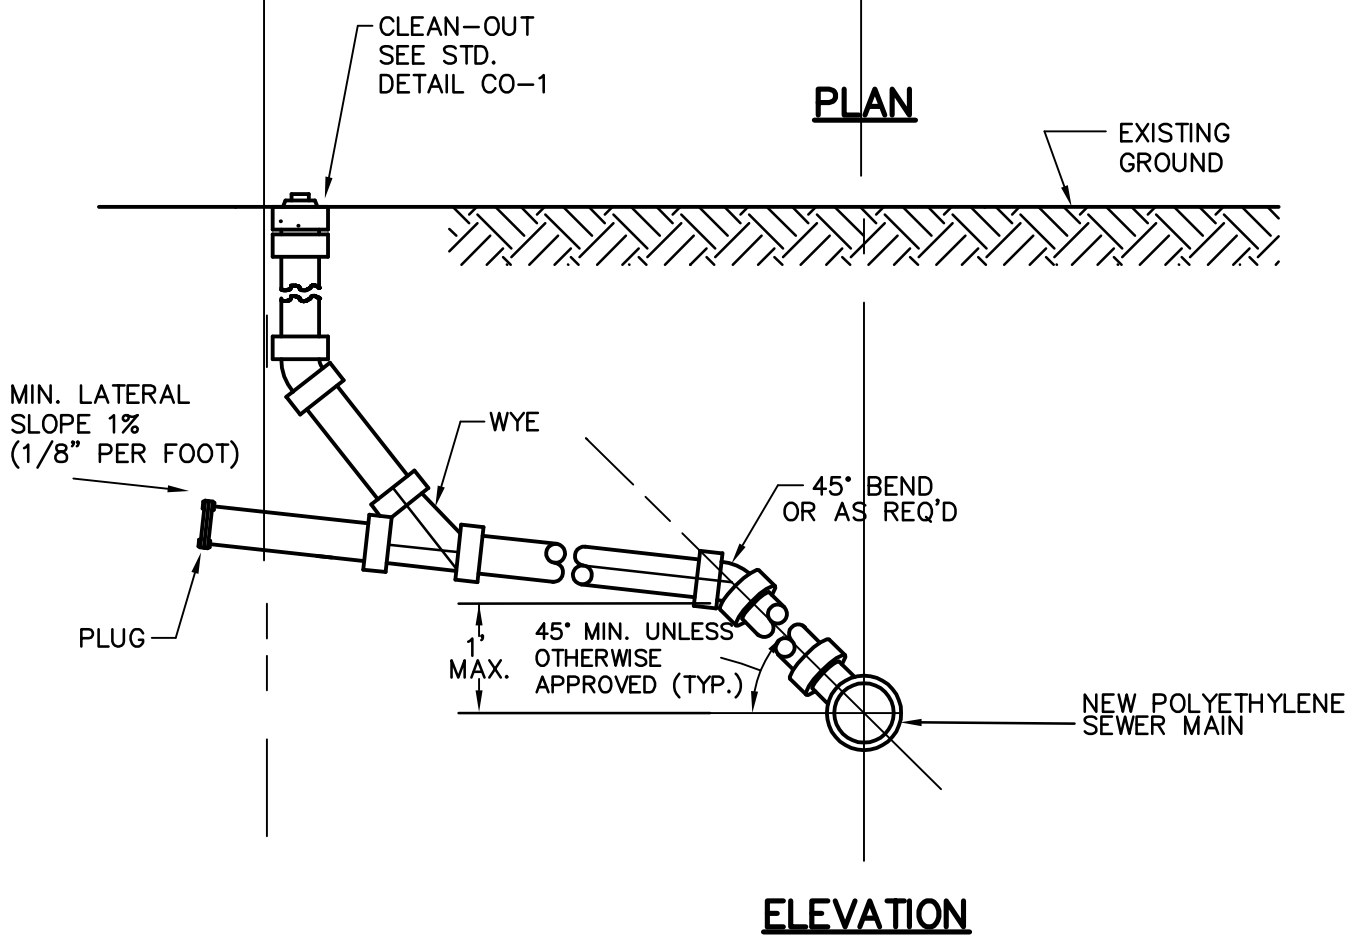 CLEAN-OUT
SEE STD.
DETAIL CO-1
PLAN
EXISTING
GROUND
MIN. LATERAL
SLOPE 1%
(1/8" PER FOOT)
WYE
45° BEND
OR AS REQ'D
PLUG
1'
MAX.
45° MIN. UNLESS
OTHERWISE
APPROVED (TYP.)
NEW POLYETHYLENE
SEWER MAIN
ELEVATION